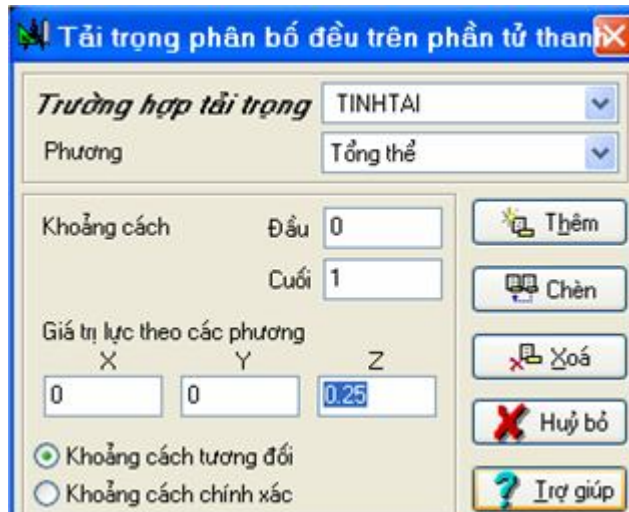 Tải trọng phân bố đều trên phần tử thanh
Trường hợp tải trọng TINHTAI
Phương Tổng thể
Khoảng cách Đầu 0
Cuối 1
Giá trị lực theo các phương
X Y Z
0 0 0.25
Khoảng cách tương đối
Khoảng cách chính xác
Thêm
Chèn
Xoá
Huỷ bỏ
Trợ giúp